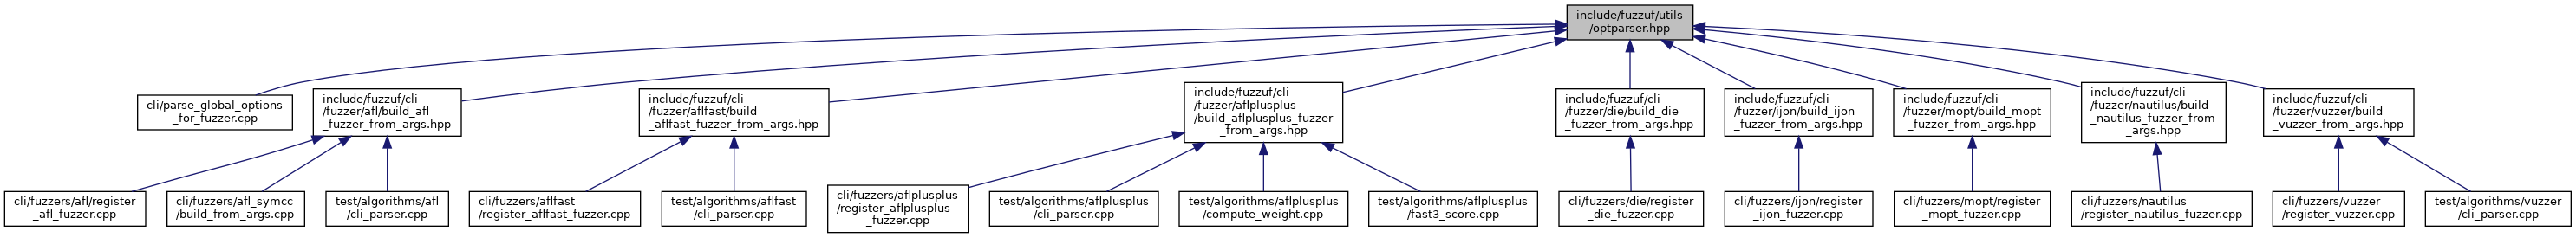 include/fuzzuf/utils
/optparser.hpp
cli/parse_global_options
_for_fuzzer.cpp
include/fuzzuf/cli
/fuzzer/afl/build_afl
_fuzzer_from_args.hpp
include/fuzzuf/cli
/fuzzer/aflfast/build
_aflfast_fuzzer_from_args.hpp
include/fuzzuf/cli
/fuzzer/aflplusplus
/build_aflplusplus_fuzzer
_from_args.hpp
include/fuzzuf/cli
/fuzzer/die/build_die
_fuzzer_from_args.hpp
include/fuzzuf/cli
/fuzzer/ijon/build_ijon
_fuzzer_from_args.hpp
include/fuzzuf/cli
/fuzzer/mopt/build_mopt
_fuzzer_from_args.hpp
include/fuzzuf/cli
/fuzzer/nautilus/build
_nautilus_fuzzer_from
_args.hpp
include/fuzzuf/cli
/fuzzer/vuzzer/build
_vuzzer_from_args.hpp
cli/fuzzers/afl/register
_afl_fuzzer.cpp
cli/fuzzers/afl_symcc
/build_from_args.cpp
test/algorithms/afl
/cli_parser.cpp
cli/fuzzers/aflfast
/register_aflfast_fuzzer.cpp
test/algorithms/aflfast
/cli_parser.cpp
cli/fuzzers/aflplusplus
/register_aflplusplus
_fuzzer.cpp
test/algorithms/aflplusplus
/cli_parser.cpp
test/algorithms/aflplusplus
/compute_weight.cpp
test/algorithms/aflplusplus
/fast3_score.cpp
cli/fuzzers/die/register
_die_fuzzer.cpp
cli/fuzzers/ijon/register
_ijon_fuzzer.cpp
cli/fuzzers/mopt/register
_mopt_fuzzer.cpp
cli/fuzzers/nautilus
/register_nautilus_fuzzer.cpp
cli/fuzzers/vuzzer
/register_vuzzer.cpp
test/algorithms/vuzzer
/cli_parser.cpp